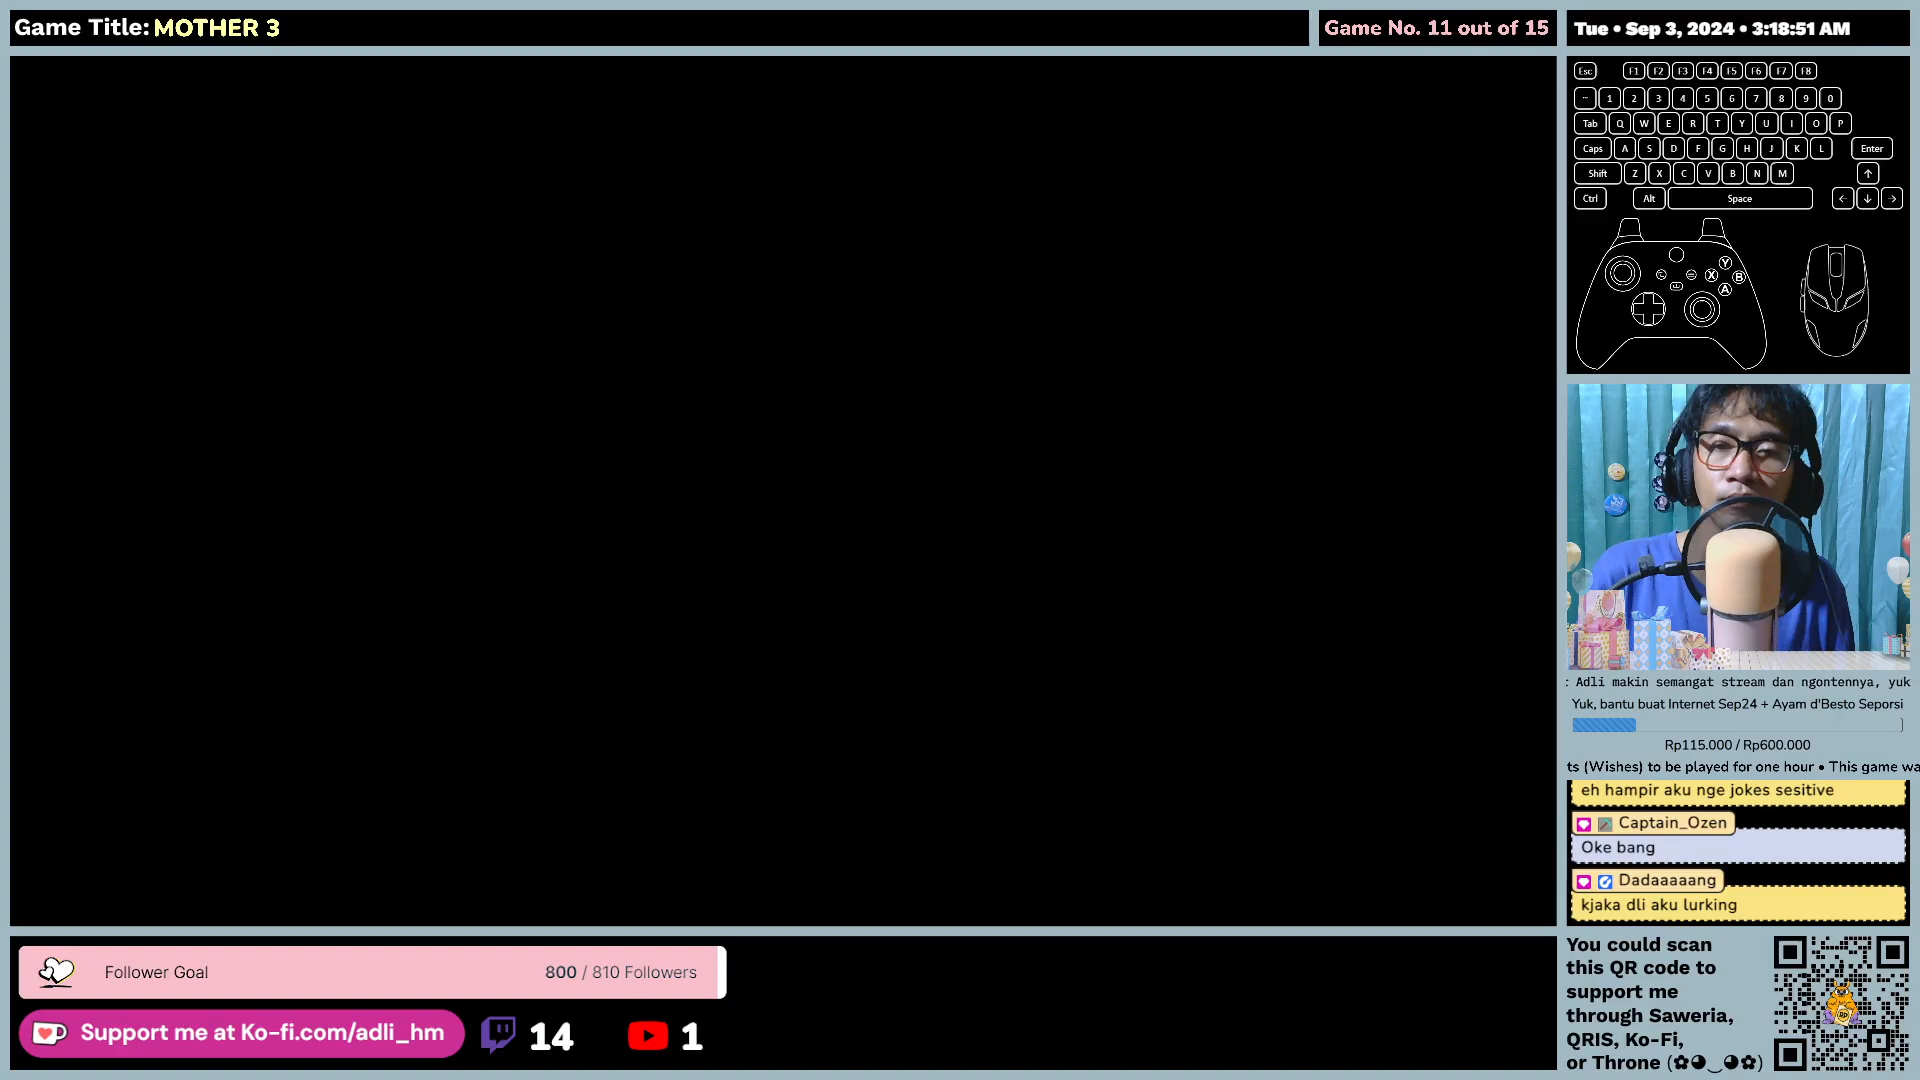 Game Title: MOTHER 3
Game No. 11 out of 15
Tue • Sep 3, 2024 • 3:18:51 AM
Esc F1 F2 F3 F4 F5 F6 F7 F8
~ 1 2 3 4 5 6 7 8 9 0
Tab Q W E R T Y U I O P
Caps A S D F G H J K L Enter
Shift Z X C V B N M ↑
Ctrl Alt Space ← ↓ →
Y
X B
A
: Adli makin semangat stream dan ngontennya, yuk
Yuk, bantu buat Internet Sep24 + Ayam d'Besto Seporsi
Rp115.000 / Rp600.000
ts (Wishes) to be played for one hour • This game wa
eh hampir aku nge jokes sesitive
Captain_Ozen
Oke bang
Dadaaaaang
kjaka dli aku lurking
Follower Goal 800 / 810 Followers
Support me at Ko-fi.com/adli_hm
14 1
You could scan
this QR code to
support me
through Saweria,
QRIS, Ko-Fi,
or Throne (✿◕‿◕✿)